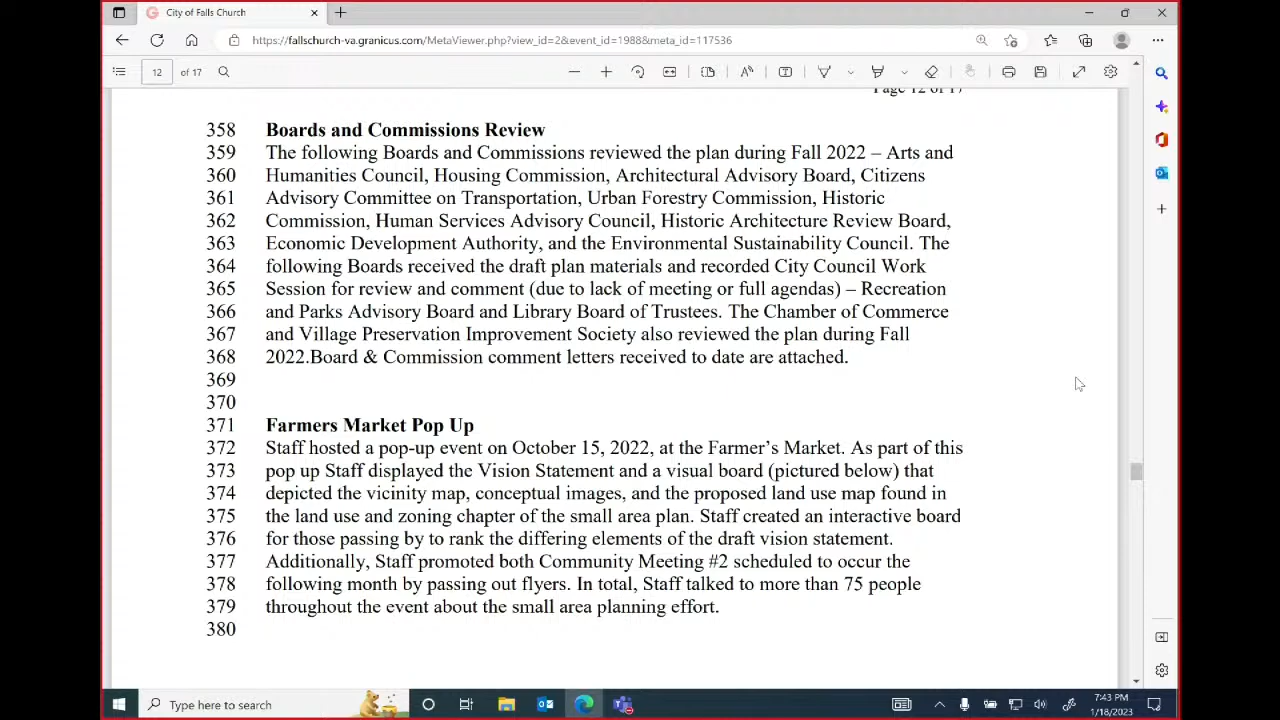 City of Falls Church
https://fallschurch-va.granicus.com/MetaViewer.php?view_id=2&event_id=1988&meta_id=117536
12 of 17
Page 12 of 17
358 Boards and Commissions Review
359 The following Boards and Commissions reviewed the plan during Fall 2022 – Arts and
360 Humanities Council, Housing Commission, Architectural Advisory Board, Citizens
361 Advisory Committee on Transportation, Urban Forestry Commission, Historic
362 Commission, Human Services Advisory Council, Historic Architecture Review Board,
363 Economic Development Authority, and the Environmental Sustainability Council. The
364 following Boards received the draft plan materials and recorded City Council Work
365 Session for review and comment (due to lack of meeting or full agendas) – Recreation
366 and Parks Advisory Board and Library Board of Trustees. The Chamber of Commerce
367 and Village Preservation Improvement Society also reviewed the plan during Fall
368 2022.Board & Commission comment letters received to date are attached.
369
370
371 Farmers Market Pop Up
372 Staff hosted a pop-up event on October 15, 2022, at the Farmer’s Market. As part of this
373 pop up Staff displayed the Vision Statement and a visual board (pictured below) that
374 depicted the vicinity map, conceptual images, and the proposed land use map found in
375 the land use and zoning chapter of the small area plan. Staff created an interactive board
376 for those passing by to rank the differing elements of the draft vision statement.
377 Additionally, Staff promoted both Community Meeting #2 scheduled to occur the
378 following month by passing out flyers. In total, Staff talked to more than 75 people
379 throughout the event about the small area planning effort.
380
Type here to search
7:43 PM
1/18/2023